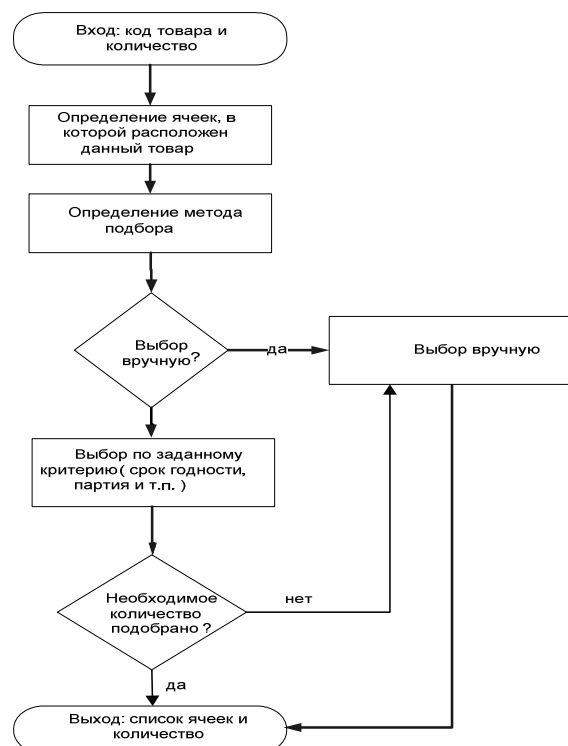 Вход: код товара и
количество
Определение ячеек, в
которой расположен
данный товар
Определение метода
подбора
Выбор
вручную?
да
Выбор вручную
Выбор по заданному
критерию( срок годности,
партия и т.п. )
Необходимое
количество
подобрано ?
нет
да
Выход: список ячеек и
количество